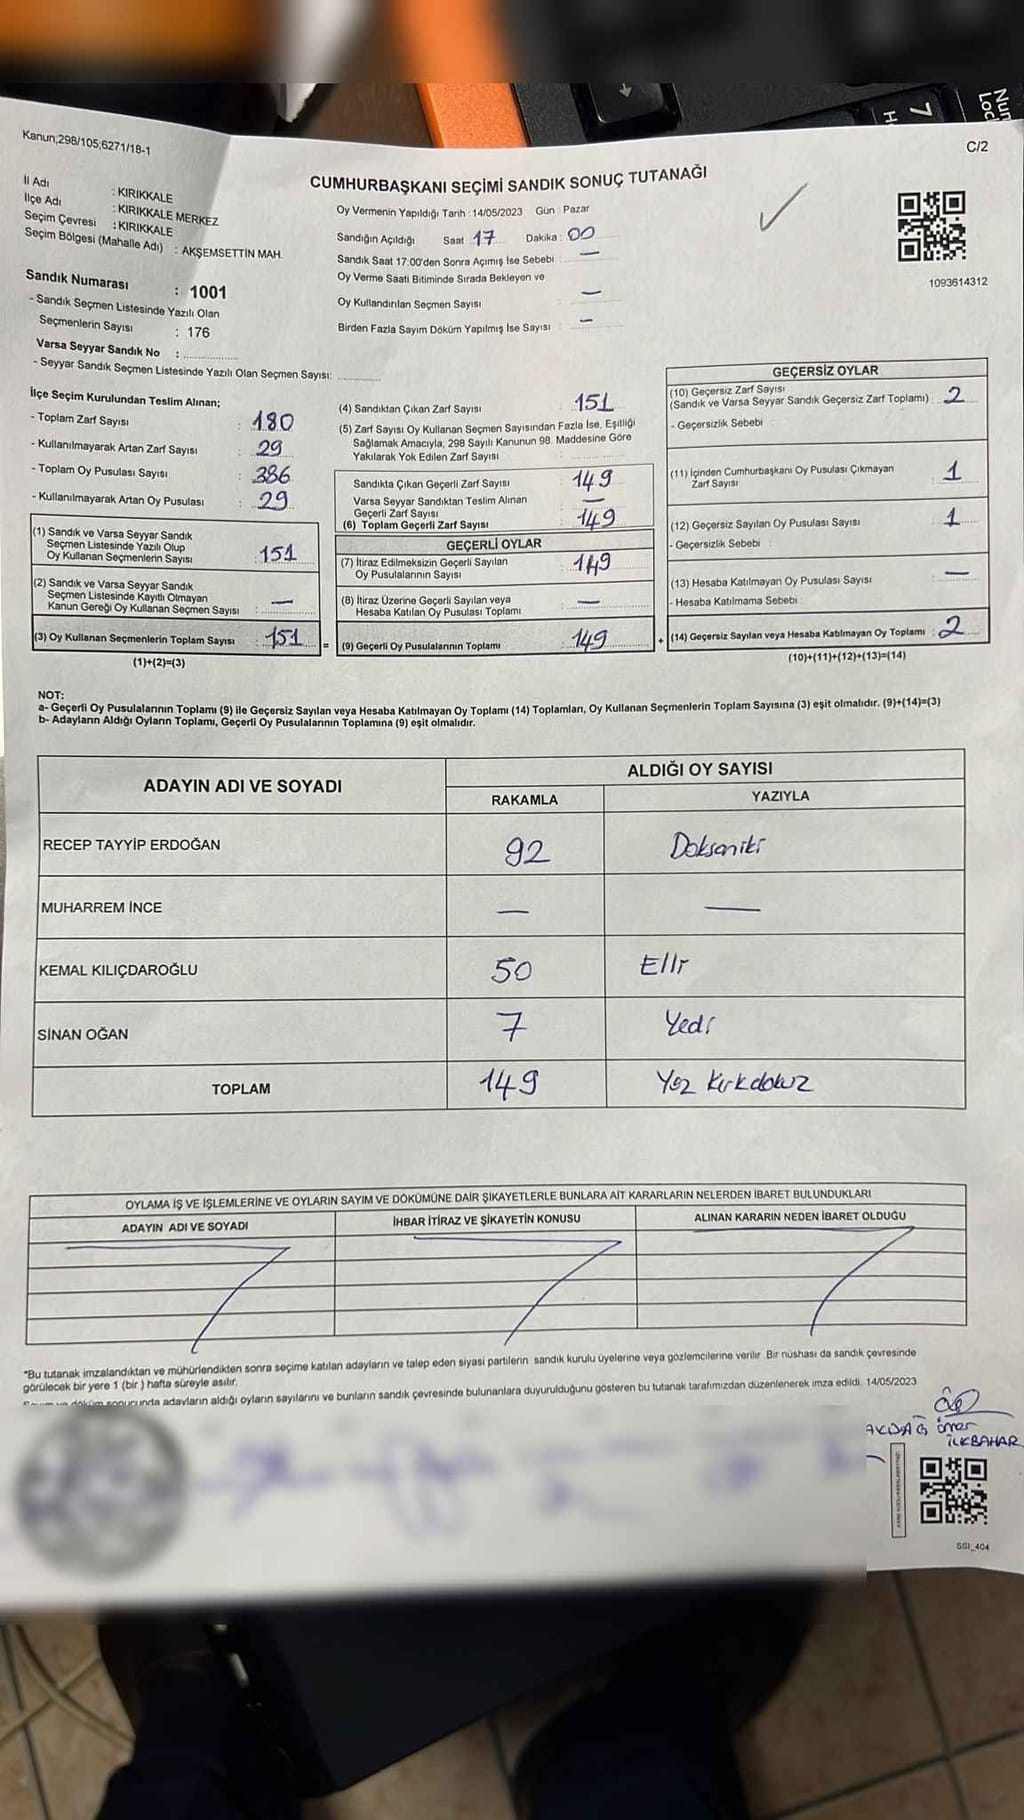 Kanun;298/105;6271/18-1
C/2
CUMHURBAŞKANI SEÇİMİ SANDIK SONUÇ TUTANAĞI
İl Adı : KIRIKKALE
İlçe Adı : KIRIKKALE MERKEZ
Seçim Çevresi : KIRIKKALE
Seçim Bölgesi (Mahalle Adı) : AKŞEMSETTİN MAH.
Sandık Numarası : 1001
- Sandık Seçmen Listesinde Yazılı Olan
Seçmenlerin Sayısı : 176
Varsa Seyyar Sandık No :
- Seyyar Sandık Seçmen Listesinde Yazılı Olan Seçmen Sayısı:
Oy Vermenin Yapıldığı Tarih : 14/05/2023 Gün : Pazar
Sandığın Açıldığı Saat 17 Dakika : 00
Sandık Saat 17:00'den Sonra Açımış İse Sebebi : —
Oy Verme Saati Bitiminde Sırada Bekleyen ve
Oy Kullandırılan Seçmen Sayısı : —
Birden Fazla Sayım Döküm Yapılmış İse Sayısı : —
1093614312
İlçe Seçim Kurulundan Teslim Alınan;
- Toplam Zarf Sayısı : 180
- Kullanılmayarak Artan Zarf Sayısı : 29
- Toplam Oy Pusulası Sayısı : 386
- Kullanılmayarak Artan Oy Pusulası : 29
(1) Sandık ve Varsa Seyyar Sandık
Seçmen Listesinde Yazılı Olup
Oy Kullanan Seçmenlerin Sayısı : 151
(2) Sandık ve Varsa Seyyar Sandık
Seçmen Listesinde Kayıtlı Olmayan
Kanun Gereği Oy Kullanan Seçmen Sayısı : —
(3) Oy Kullanan Seçmenlerin Toplam Sayısı : 151 =
(1)+(2)=(3)
(4) Sandıktan Çıkan Zarf Sayısı : 151
(5) Zarf Sayısı Oy Kullanan Seçmen Sayısından Fazla İse, Eşitliği
Sağlamak Amacıyla; 298 Sayılı Kanunun 98. Maddesine Göre
Yakılarak Yok Edilen Zarf Sayısı :
Sandıkta Çıkan Geçerli Zarf Sayısı : 149
Varsa Seyyar Sandıktan Teslim Alınan
Geçerli Zarf Sayısı : —
(6) Toplam Geçerli Zarf Sayısı : 149
GEÇERLİ OYLAR
(7) İtiraz Edilmeksizin Geçerli Sayılan
Oy Pusulalarının Sayısı : 149
(8) İtiraz Üzerine Geçerli Sayılan veya
Hesaba Katılan Oy Pusulası Toplamı : —
(9) Geçerli Oy Pusulalarının Toplamı : 149 +
GEÇERSİZ OYLAR
(10) Geçersiz Zarf Sayısı
(Sandık ve Varsa Seyyar Sandık Geçersiz Zarf Toplamı) : 2
- Geçersizlik Sebebi :
(11) İçinden Cumhurbaşkanı Oy Pusulası Çıkmayan
Zarf Sayısı : 1
(12) Geçersiz Sayılan Oy Pusulası Sayısı : 1
- Geçersizlik Sebebi :
(13) Hesaba Katılmayan Oy Pusulası Sayısı : —
- Hesaba Katılmama Sebebi :
(14) Geçersiz Sayılan veya Hesaba Katılmayan Oy Toplamı : 2
(10)+(11)+(12)+(13)=(14)
NOT:
a- Geçerli Oy Pusulalarının Toplamı (9) ile Geçersiz Sayılan veya Hesaba Katılmayan Oy Toplamı (14) Toplamları, Oy Kullanan Seçmenlerin Toplam Sayısına (3) eşit olmalıdır. (9)+(14)=(3)
b- Adayların Aldığı Oyların Toplamı, Geçerli Oy Pusulalarının Toplamına (9) eşit olmalıdır.
ADAYIN ADI VE SOYADI ALDIĞI OY SAYISI
RAKAMLA YAZIYLA
RECEP TAYYİP ERDOĞAN 92 Doksaniki
MUHARREM İNCE — —
KEMAL KILIÇDAROĞLU 50 Elli
SİNAN OĞAN 7 Yedi
TOPLAM 149 Yüz Kırkdokuz
OYLAMA İŞ VE İŞLEMLERİNE VE OYLARIN SAYIM VE DÖKÜMÜNE DAİR ŞİKAYETLERLE BUNLARA AİT KARARLARIN NELERDEN İBARET BULUNDUKLARI
ADAYIN ADI VE SOYADI İHBAR İTİRAZ VE ŞİKAYETİN KONUSU ALINAN KARARIN NEDEN İBARET OLDUĞU
*Bu tutanak imzalandıktan ve mühürlendikten sonra seçime katılan adayların ve talep eden siyasi partilerin sandık kurulu üyelerine veya gözlemcilerine verilir. Bir nüshası da sandık çevresinde
görülecek bir yere 1 (bir ) hafta süreyle asılır.
Sayım ve döküm sonucunda adayların aldığı oyların sayılarını ve bunların sandık çevresinde bulunanlara duyurulduğunu gösteren bu tutanak tarafımızdan düzenlenerek imza edildi. 14/05/2023
AKDAĞ Ömer
İLKBAHAR
SSI_404
Num
Loc
7
H